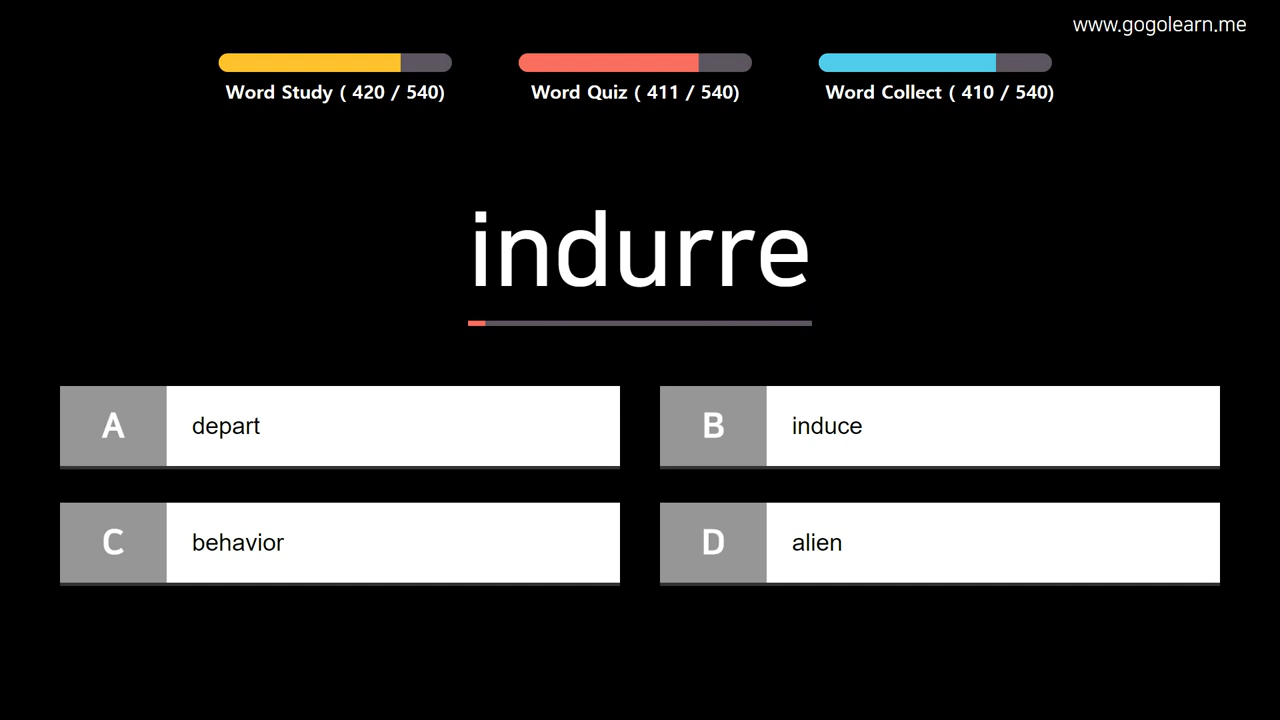 www.gogolearn.me
Word Study ( 420 / 540)
Word Quiz ( 411 / 540)
Word Collect ( 410 / 540)
indurre
A depart
B induce
C behavior
D alien